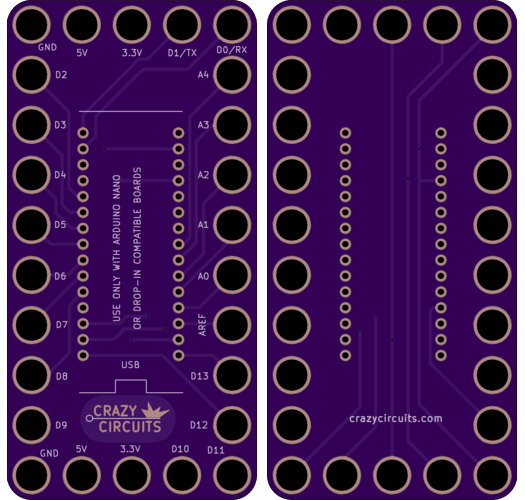 GND 5V 3.3V D1/TX D0/RX
D2 A4
D3 A3
D4 A2
D5 A1
D6 A0
D7 AREF
D8 D13
D9 D12
GND 5V 3.3V D10 D11
USE ONLY WITH ARDUINO NANO
OR DROP-IN COMPATIBLE BOARDS
USB
CRAZY
CIRCUITS
crazycircuits.com